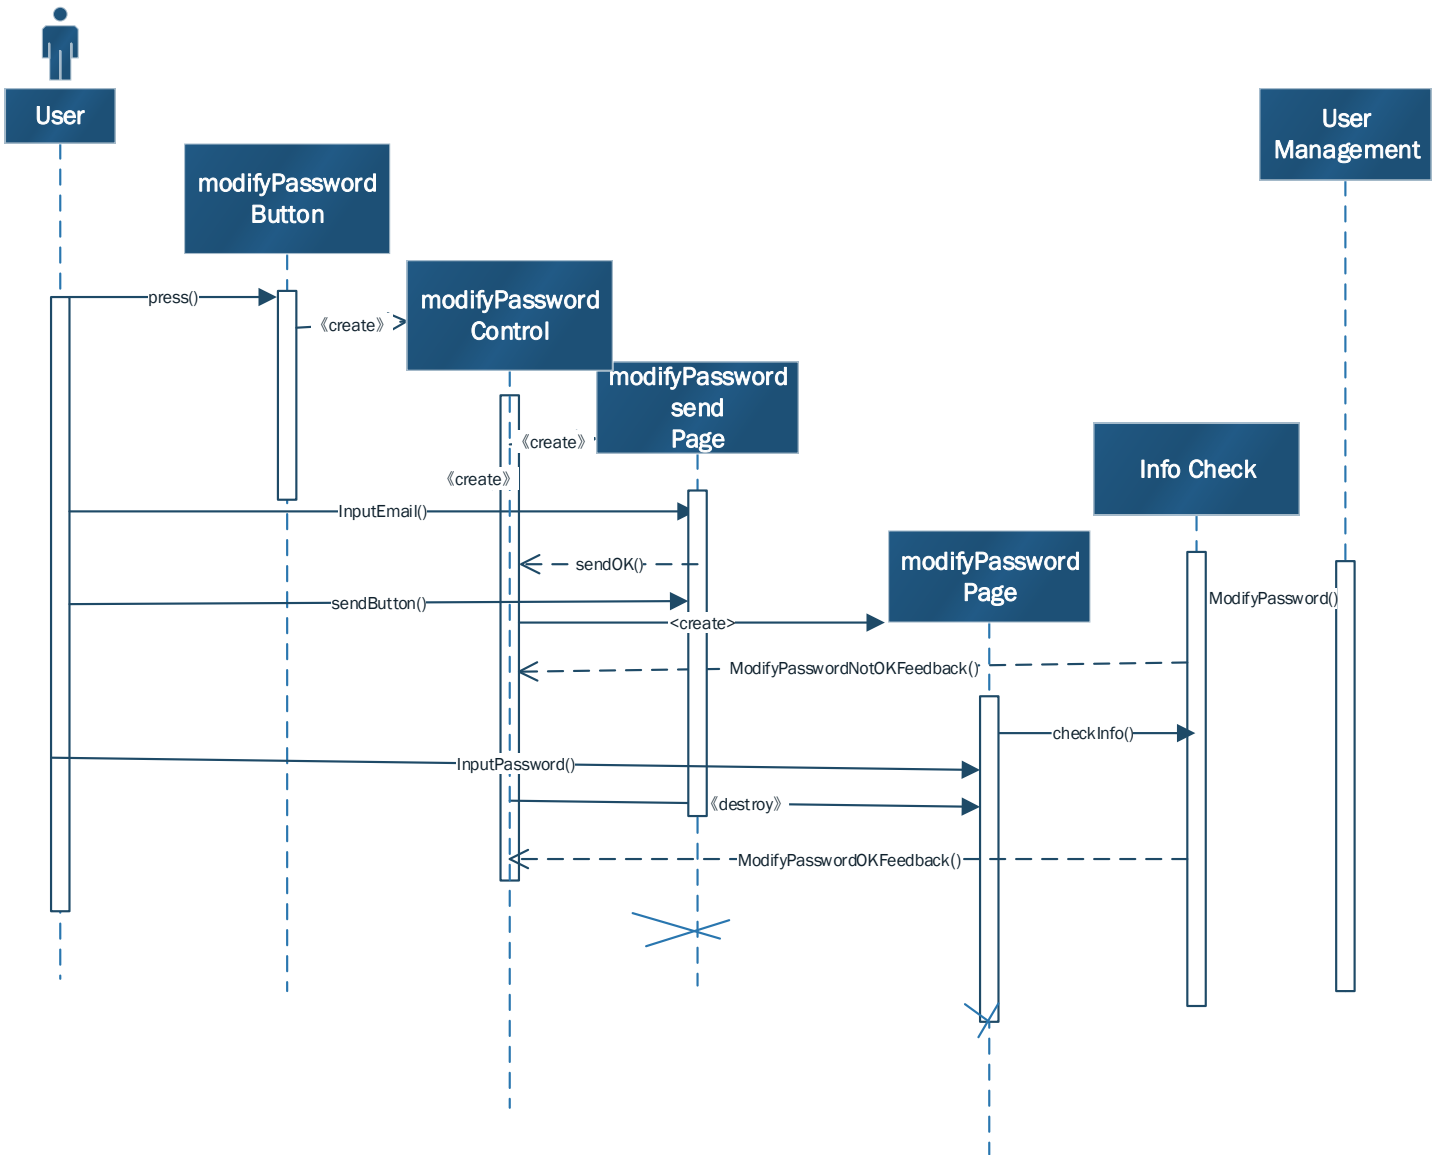 User
User
Management
modifyPassword
Button
modifyPassword
Control
press()
《create》
modifyPassword
send
Page
《create》
Info Check
《create》
InputEmail()
modifyPassword
Page
sendOK()
ModifyPassword()
sendButton()
<create>
ModifyPasswordNotOKFeedback()
checkInfo()
InputPassword()
《destroy》
ModifyPasswordOKFeedback()